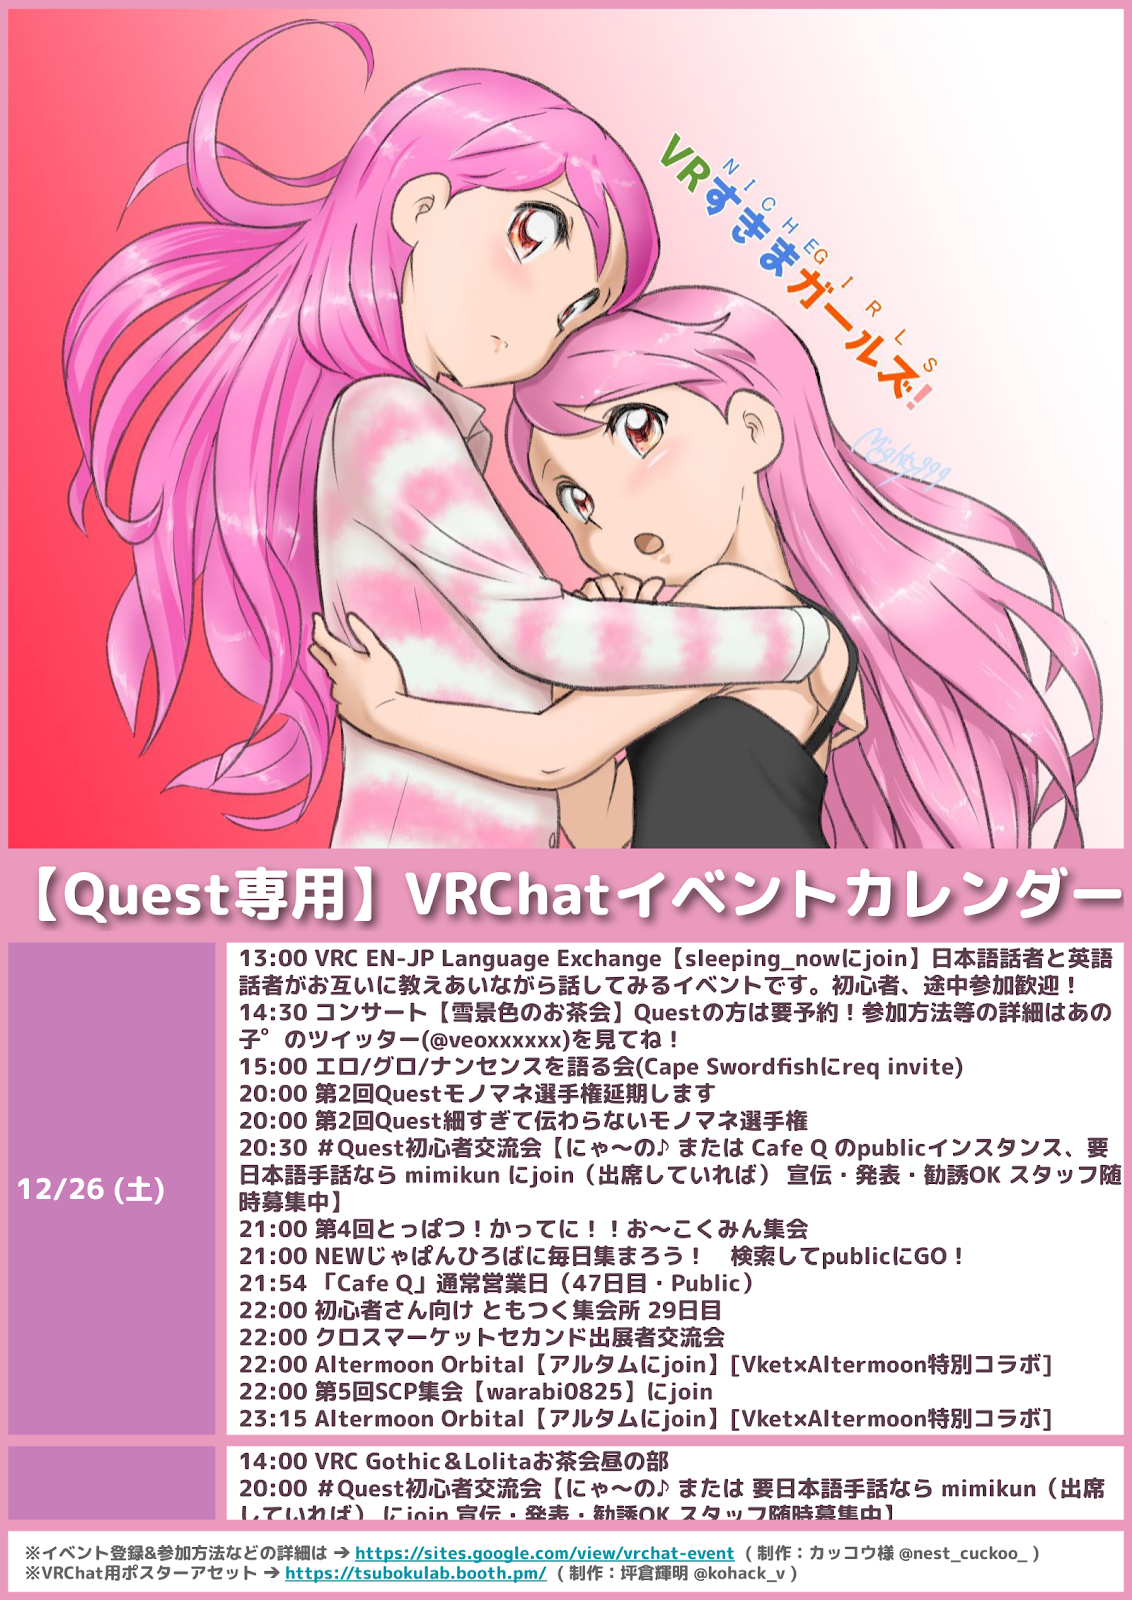 NICHE GIRLS
VRすきまガールズ!
Mighty999
【Quest専用】VRChatイベントカレンダー
12/26 (土)
13:00 VRC EN-JP Language Exchange【sleeping_nowにjoin】日本語話者と英語
話者がお互いに教えあいながら話してみるイベントです。初心者、途中参加歓迎！
14:30 コンサート【雪景色のお茶会】Questの方は要予約！参加方法等の詳細はあの
子゜のツイッター(@veoxxxxxx)を見てね！
15:00 エロ/グロ/ナンセンスを語る会(Cape Swordfishにreq invite)
20:00 第2回Questモノマネ選手権延期します
20:00 第2回Quest細すぎて伝わらないモノマネ選手権
20:30 ＃Quest初心者交流会【にゃ〜の♪ または Cafe Q のpublicインスタンス、要
日本語手話なら mimikun にjoin（出席していれば） 宣伝・発表・勧誘OK スタッフ随
時募集中】
21:00 第4回とっぱつ！かってに！！お〜こくみん集会
21:00 NEWじゃぱんひろばに毎日集まろう！　検索してpublicにGO！
21:54 「Cafe Q」通常営業日（47日目・Public）
22:00 初心者さん向け ともつく集会所 29日目
22:00 クロスマーケットセカンド出展者交流会
22:00 Altermoon Orbital【アルタムにjoin】[Vket×Altermoon特別コラボ]
22:00 第5回SCP集会【warabi0825】にjoin
23:15 Altermoon Orbital【アルタムにjoin】[Vket×Altermoon特別コラボ]
14:00 VRC Gothic＆Lolitaお茶会昼の部
20:00 ＃Quest初心者交流会【にゃ〜の♪ または 要日本語手話なら mimikun（出席
していれば） にjoin 宣伝・発表・勧誘OK スタッフ随時募集中】
※イベント登録&参加方法などの詳細は → https://sites.google.com/view/vrchat-event （ 制作：カッコウ様 @nest_cuckoo_ ）
※VRChat用ポスターアセット → https://tsubokulab.booth.pm/ （ 制作：坪倉輝明 @kohack_v ）